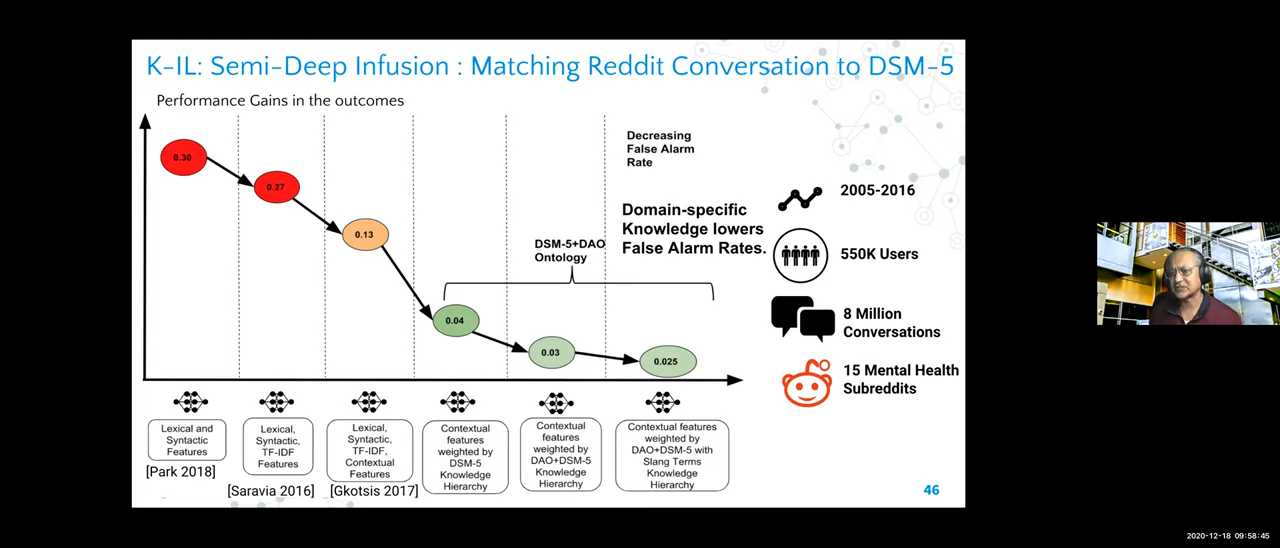 K-IL: Semi-Deep Infusion : Matching Reddit Conversation to DSM-5
Performance Gains in the outcomes
0.30
0.27
0.13
0.04
0.03
0.025
DSM-5+DAO
Ontology
Decreasing
False Alarm
Rate
Domain-specific
Knowledge lowers
False Alarm Rates.
2005-2016
550K Users
8 Million
Conversations
15 Mental Health
Subreddits
Lexical and
Syntactic
Features
[Park 2018]
Lexical,
Syntactic,
TF-IDF
Features
[Saravia 2016]
Lexical,
Syntactic,
TF-IDF,
Contextual
Features
[Gkotsis 2017]
Contextual
features
weighted by
DSM-5
Knowledge
Hierarchy
Contextual
features
weighted by
DAO+DSM-5
Knowledge
Hierarchy
Contextual features
weighted by
DAO+DSM-5 with
Slang Terms
Knowledge
Hierarchy
46
2020-12-18 09:58:45